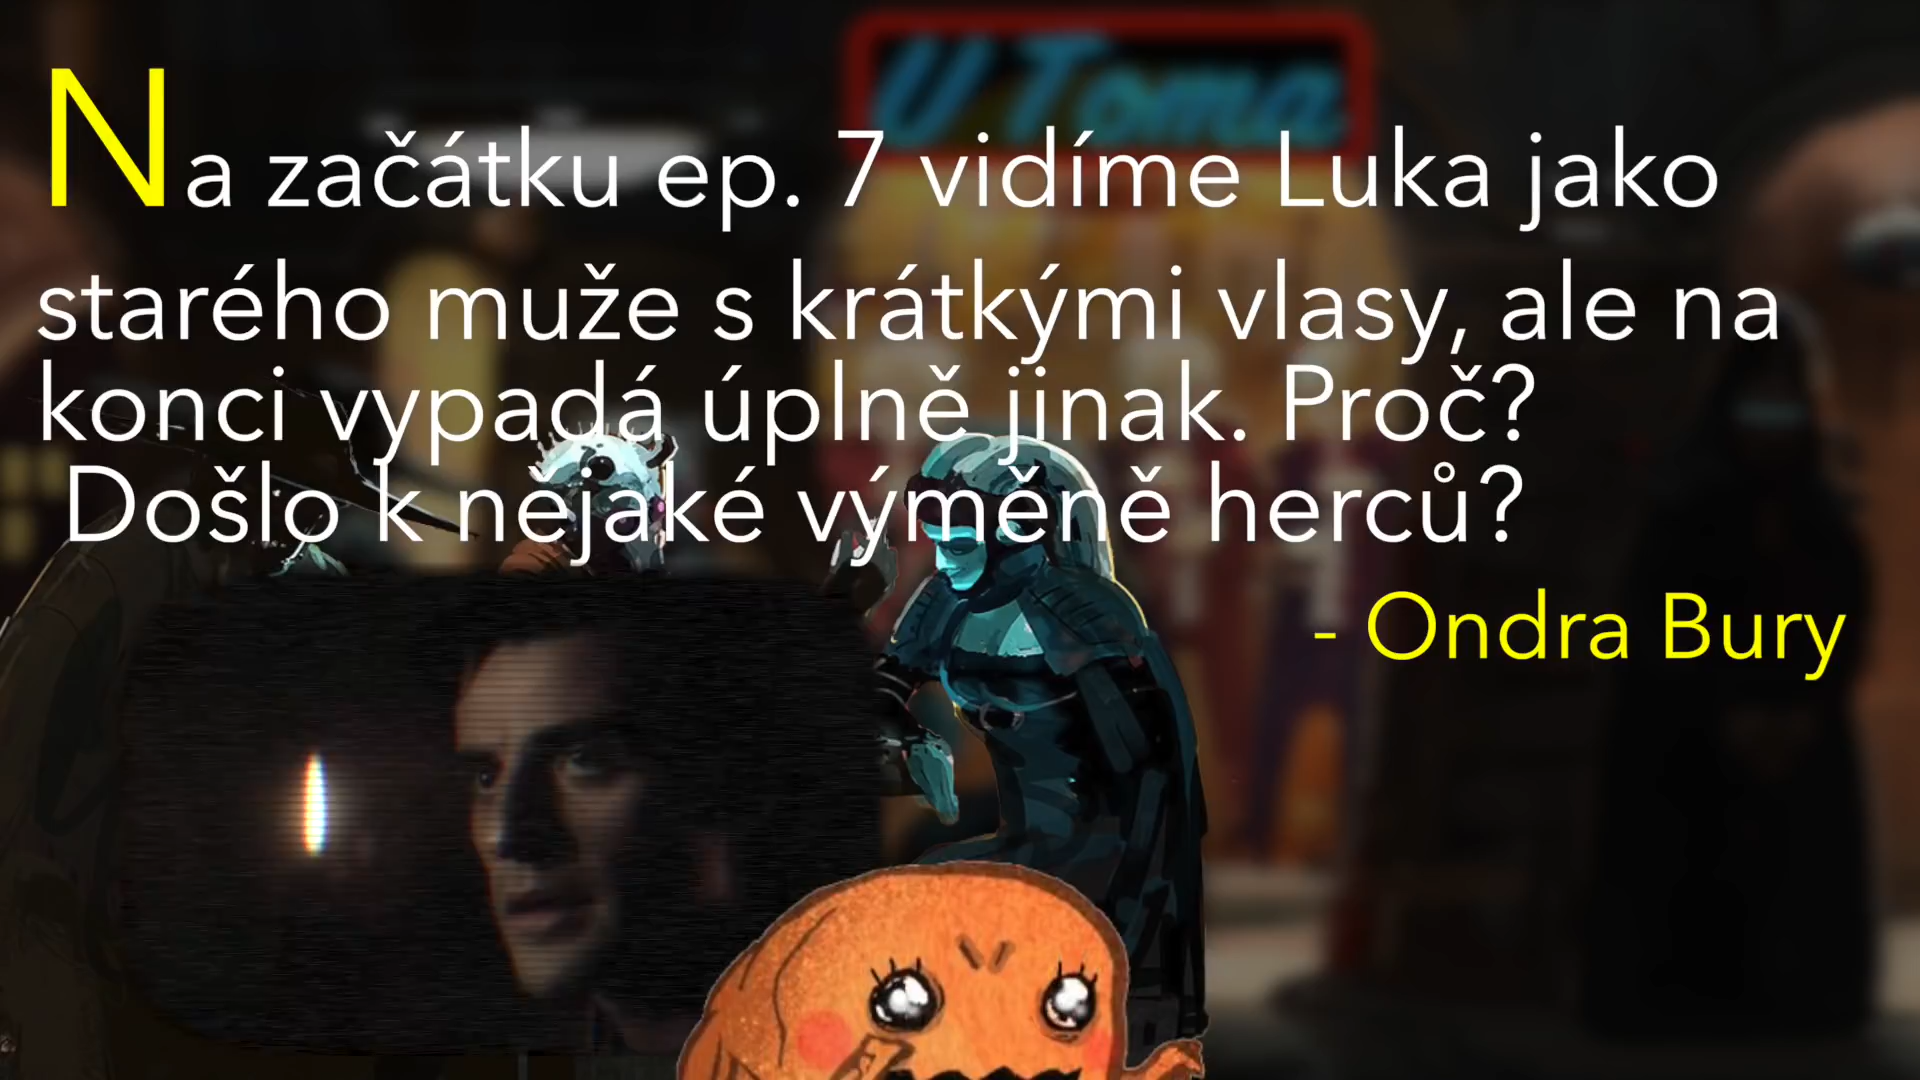 U Toma
Na začátku ep. 7 vidíme Luka jako
starého muže s krátkými vlasy, ale na
konci vypadá úplně jinak. Proč?
Došlo k nějaké výměně herců?
- Ondra Bury